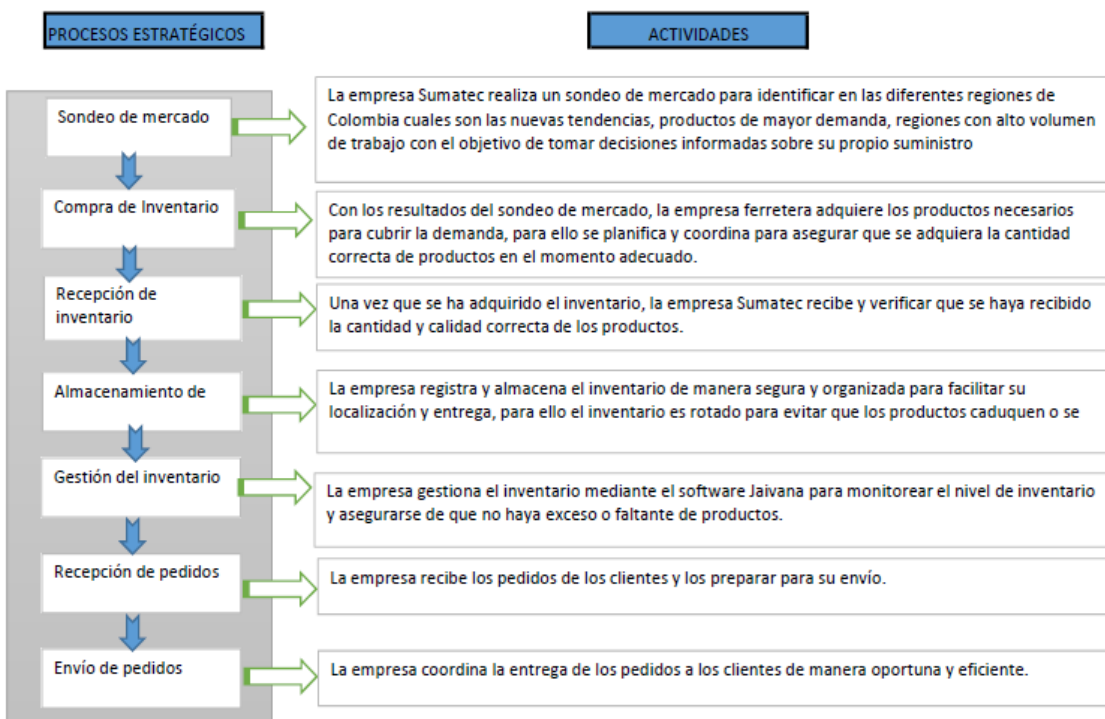 PROCESOS ESTRATÉGICOS
ACTIVIDADES
Sondeo de mercado
La empresa Sumatec realiza un sondeo de mercado para identificar en las diferentes regiones de
Colombia cuales son las nuevas tendencias, productos de mayor demanda, regiones con alto volumen
de trabajo con el objetivo de tomar decisiones informadas sobre su propio suministro
Compra de Inventario
Con los resultados del sondeo de mercado, la empresa ferretera adquiere los productos necesarios
para cubrir la demanda, para ello se planifica y coordina para asegurar que se adquiera la cantidad
correcta de productos en el momento adecuado.
Recepción de
inventario
Una vez que se ha adquirido el inventario, la empresa Sumatec recibe y verificar que se haya recibido
la cantidad y calidad correcta de los productos.
Almacenamiento de
La empresa registra y almacena el inventario de manera segura y organizada para facilitar su
localización y entrega, para ello el inventario es rotado para evitar que los productos caduquen o se
Gestión del inventario
La empresa gestiona el inventario mediante el software Jaivana para monitorear el nivel de inventario
y asegurarse de que no haya exceso o faltante de productos.
Recepción de pedidos
La empresa recibe los pedidos de los clientes y los preparar para su envío.
Envío de pedidos
La empresa coordina la entrega de los pedidos a los clientes de manera oportuna y eficiente.